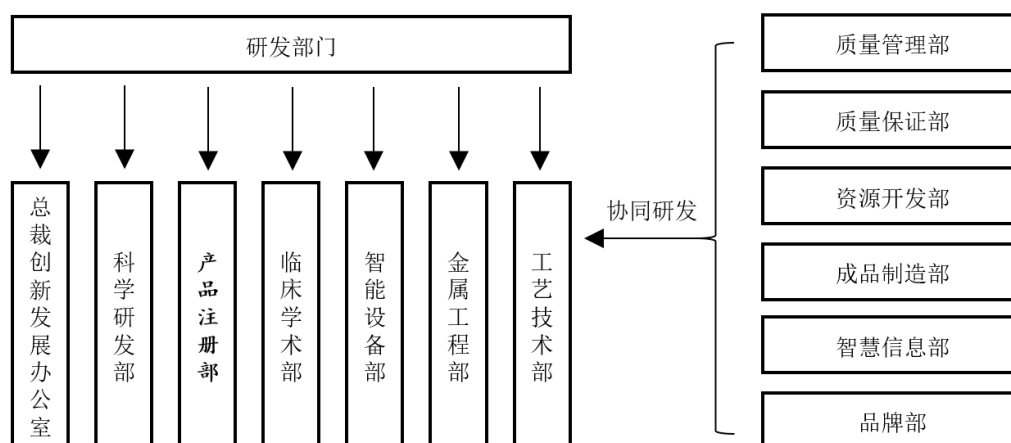 研发部门
总裁创新发展办公室
科学研发部
产品注册部
临床学术部
智能设备部
金属工程部
工艺技术部
协同研发
质量管理部
质量保证部
资源开发部
成品制造部
智慧信息部
品牌部